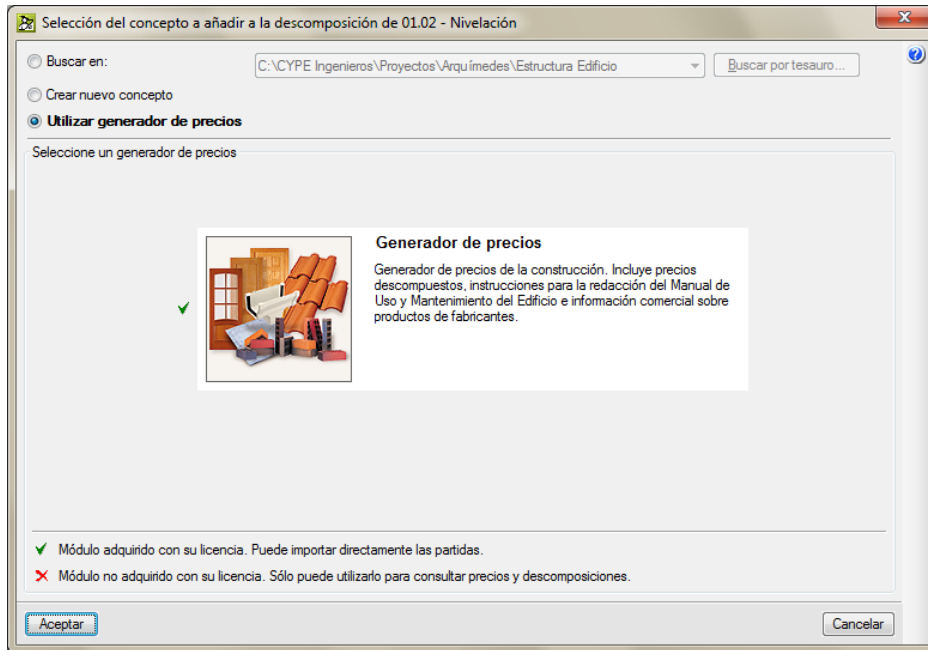 Selección del concepto a añadir a la descomposición de 01.02 - Nivelación
Buscar en:
C:\CYPE Ingenieros\Proyectos\Arquímedes\Estructura Edificio
Buscar por tesauro...
Crear nuevo concepto
Utilizar generador de precios
Seleccione un generador de precios
Generador de precios
Generador de precios de la construcción. Incluye precios
descompuestos, instrucciones para la redacción del Manual de
Uso y Mantenimiento del Edificio e información comercial sobre
productos de fabricantes.
Módulo adquirido con su licencia. Puede importar directamente las partidas.
Módulo no adquirido con su licencia. Sólo puede utilizarlo para consultar precios y descomposiciones.
Aceptar
Cancelar